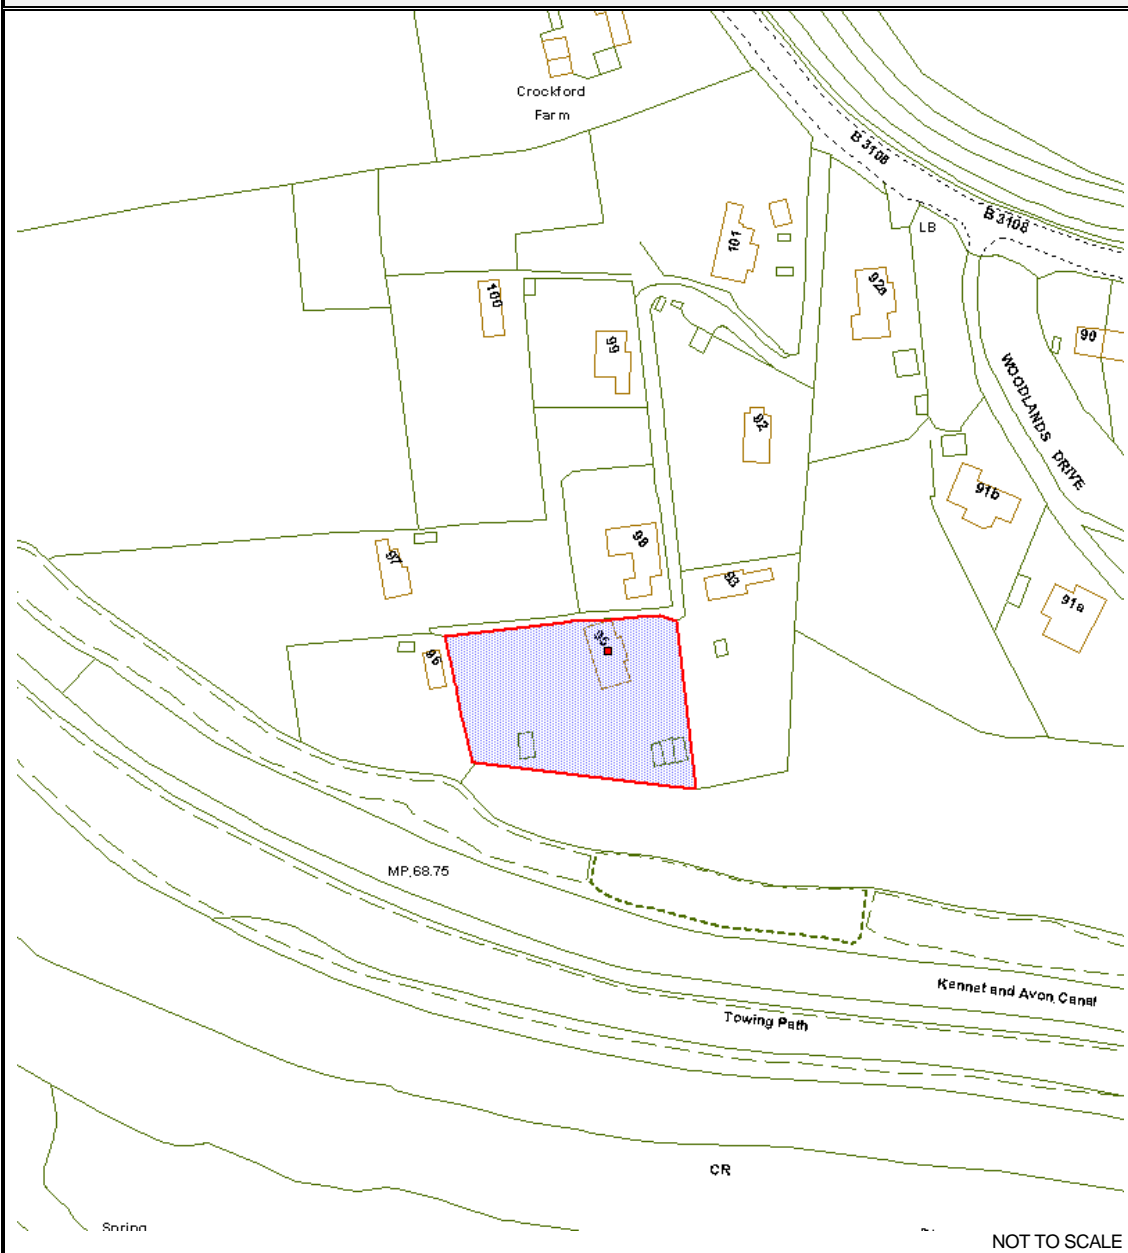 Crockford
Farm
B 3108
B 3108
LB
101
92a
100
90
99
WOODLANDS DRIVE
92
91b
98
97
93
91a
95
96
MP.68.75
Kennet and Avon Canal
Towing Path
CR
Spring
NOT TO SCALE